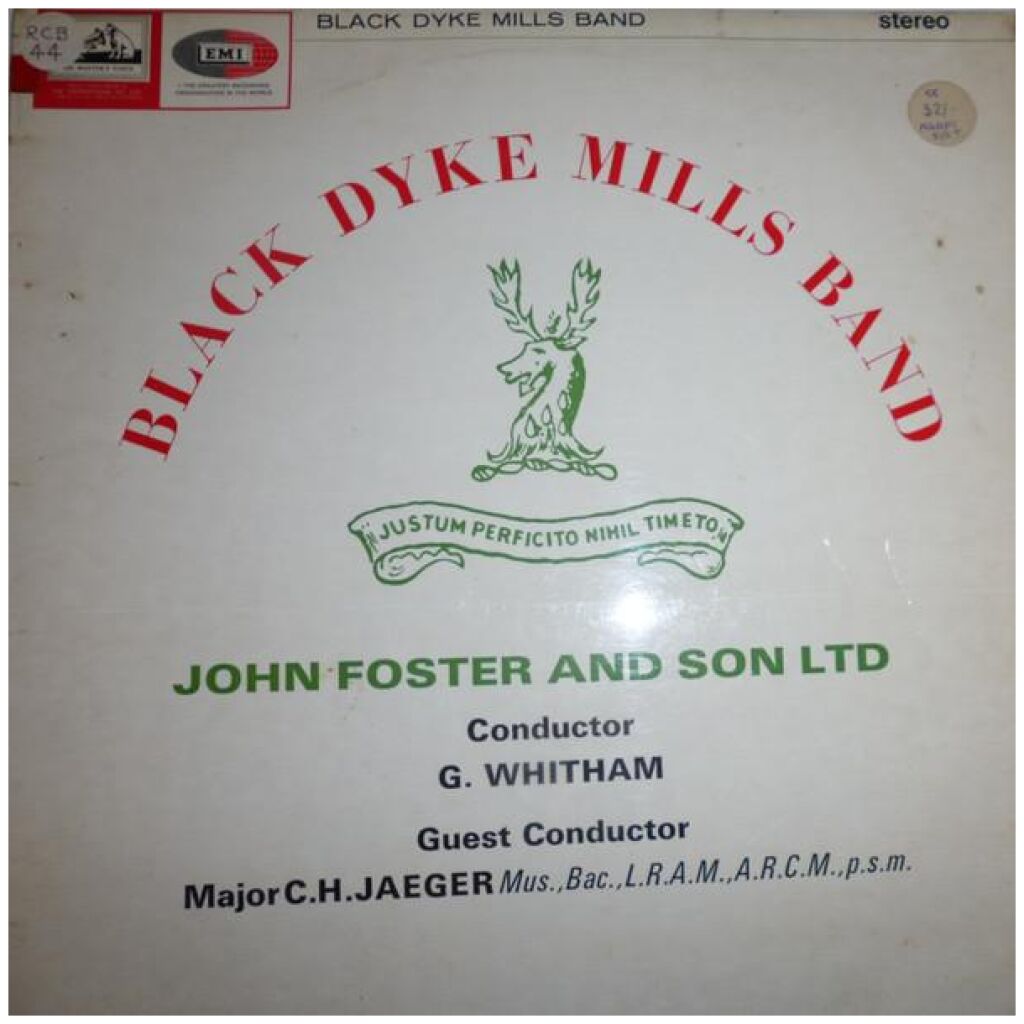 BLACK DYKE MILLS BAND
stereo
RCB
44
EMI
BLACK DYKE MILLS BAND
JUSTUM PERFICITO NIHIL TIMETO
JOHN FOSTER AND SON LTD
Conductor
G. WHITHAM
Guest Conductor
Major C.H.JAEGER Mus.,Bac.,L.R.A.M.,A.R.C.M.,p.s.m.